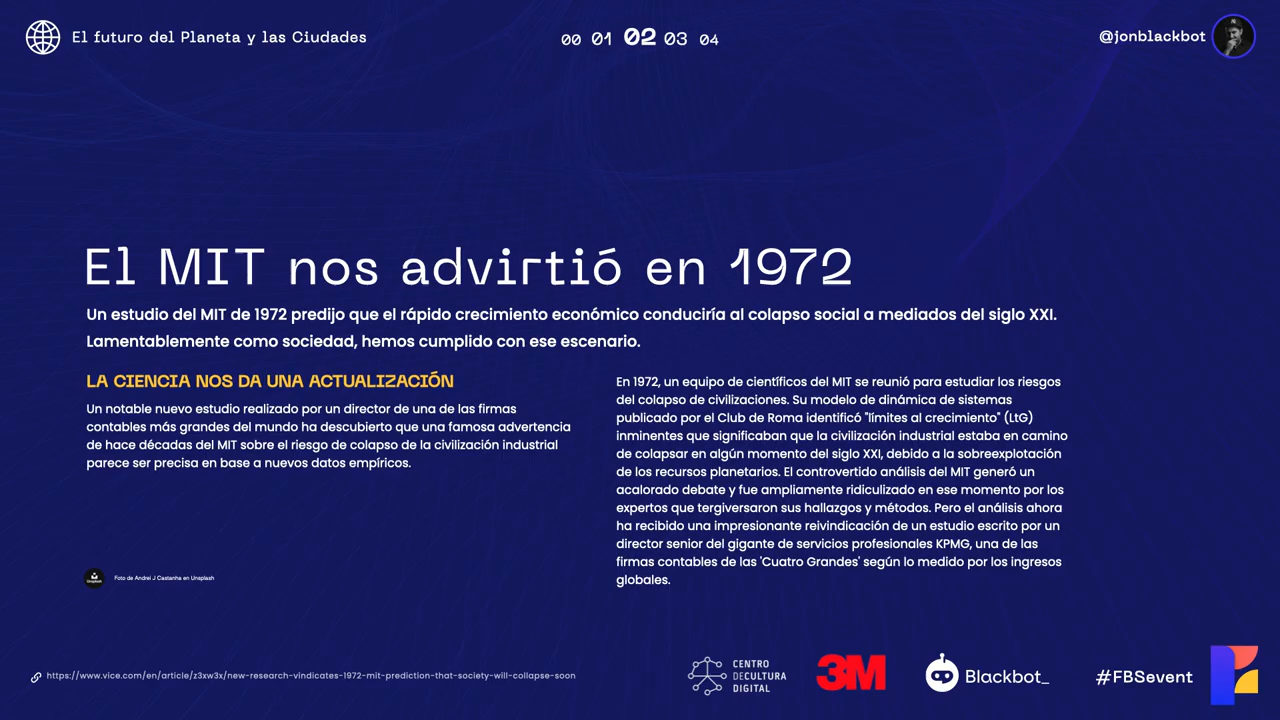 El futuro del Planeta y las Ciudades
00 01 02 03 04
@jonblackbot
El MIT nos advirtió en 1972
Un estudio del MIT de 1972 predijo que el rápido crecimiento económico conduciría al colapso social a mediados del siglo XXI.
Lamentablemente como sociedad, hemos cumplido con ese escenario.
LA CIENCIA NOS DA UNA ACTUALIZACIÓN
Un notable nuevo estudio realizado por un director de una de las firmas
contables más grandes del mundo ha descubierto que una famosa advertencia
de hace décadas del MIT sobre el riesgo de colapso de la civilización industrial
parece ser precisa en base a nuevos datos empíricos.
En 1972, un equipo de científicos del MIT se reunió para estudiar los riesgos
del colapso de civilizaciones. Su modelo de dinámica de sistemas
publicado por el Club de Roma identificó "límites al crecimiento" (LtG)
inminentes que significaban que la civilización industrial estaba en camino
de colapsar en algún momento del siglo XXI, debido a la sobreexplotación
de los recursos planetarios. El controvertido análisis del MIT generó un
acalorado debate y fue ampliamente ridiculizado en ese momento por los
expertos que tergiversaron sus hallazgos y métodos. Pero el análisis ahora
ha recibido una impresionante reivindicación de un estudio escrito por un
director senior del gigante de servicios profesionales KPMG, una de las
firmas contables de las 'Cuatro Grandes' según lo medido por los ingresos
globales.
Unsplash
Foto de Andrei J Castanha en Unsplash
https://www.vice.com/en/article/z3xw3x/new-research-vindicates-1972-mit-prediction-that-society-will-collapse-soon
CENTRO
DECULTURA
DIGITAL
3M
Blackbot_
#FBSevent